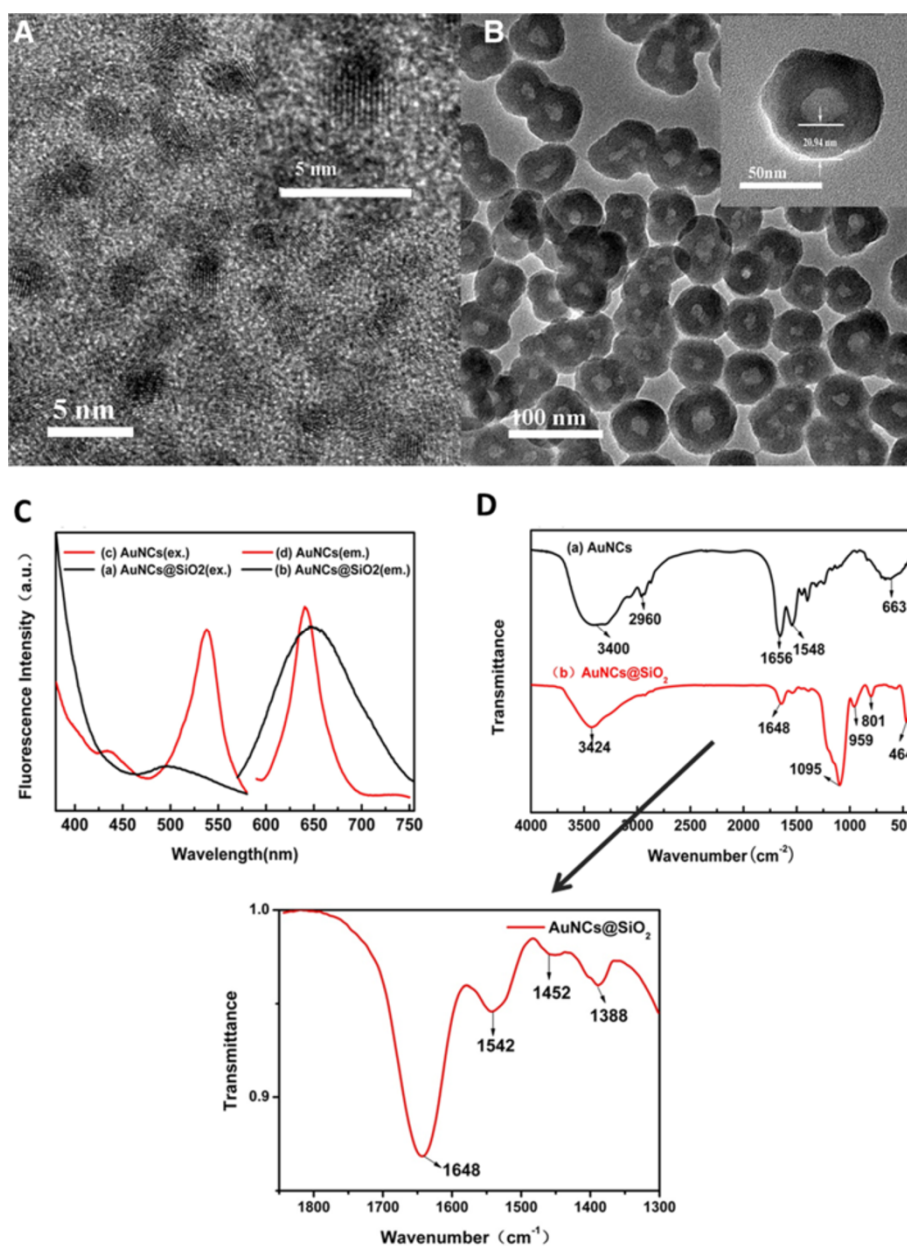 A
5 nm
5 nm
B
20.94 nm
50nm
100 nm
C
(c) AuNCs(ex.)
(d) AuNCs(em.)
(a) AuNCs@SiO2(ex.)
(b) AuNCs@SiO2(em.)
Fluorescence Intensity (a.u.)
400 450 500 550 600 650 700 750
Wavelength(nm)
D
(a) AuNCs
2960
3400
663
1656
1548
(b) AuNCs@SiO₂
3424
1648
801
959
464
1095
Transmittance
4000 3500 3000 2500 2000 1500 1000 500
Wavenumber(cm⁻²)
AuNCs@SiO₂
1.0
0.9
1452
1388
1542
1648
Transmittance
1800 1700 1600 1500 1400 1300
Wavenumber (cm⁻¹)